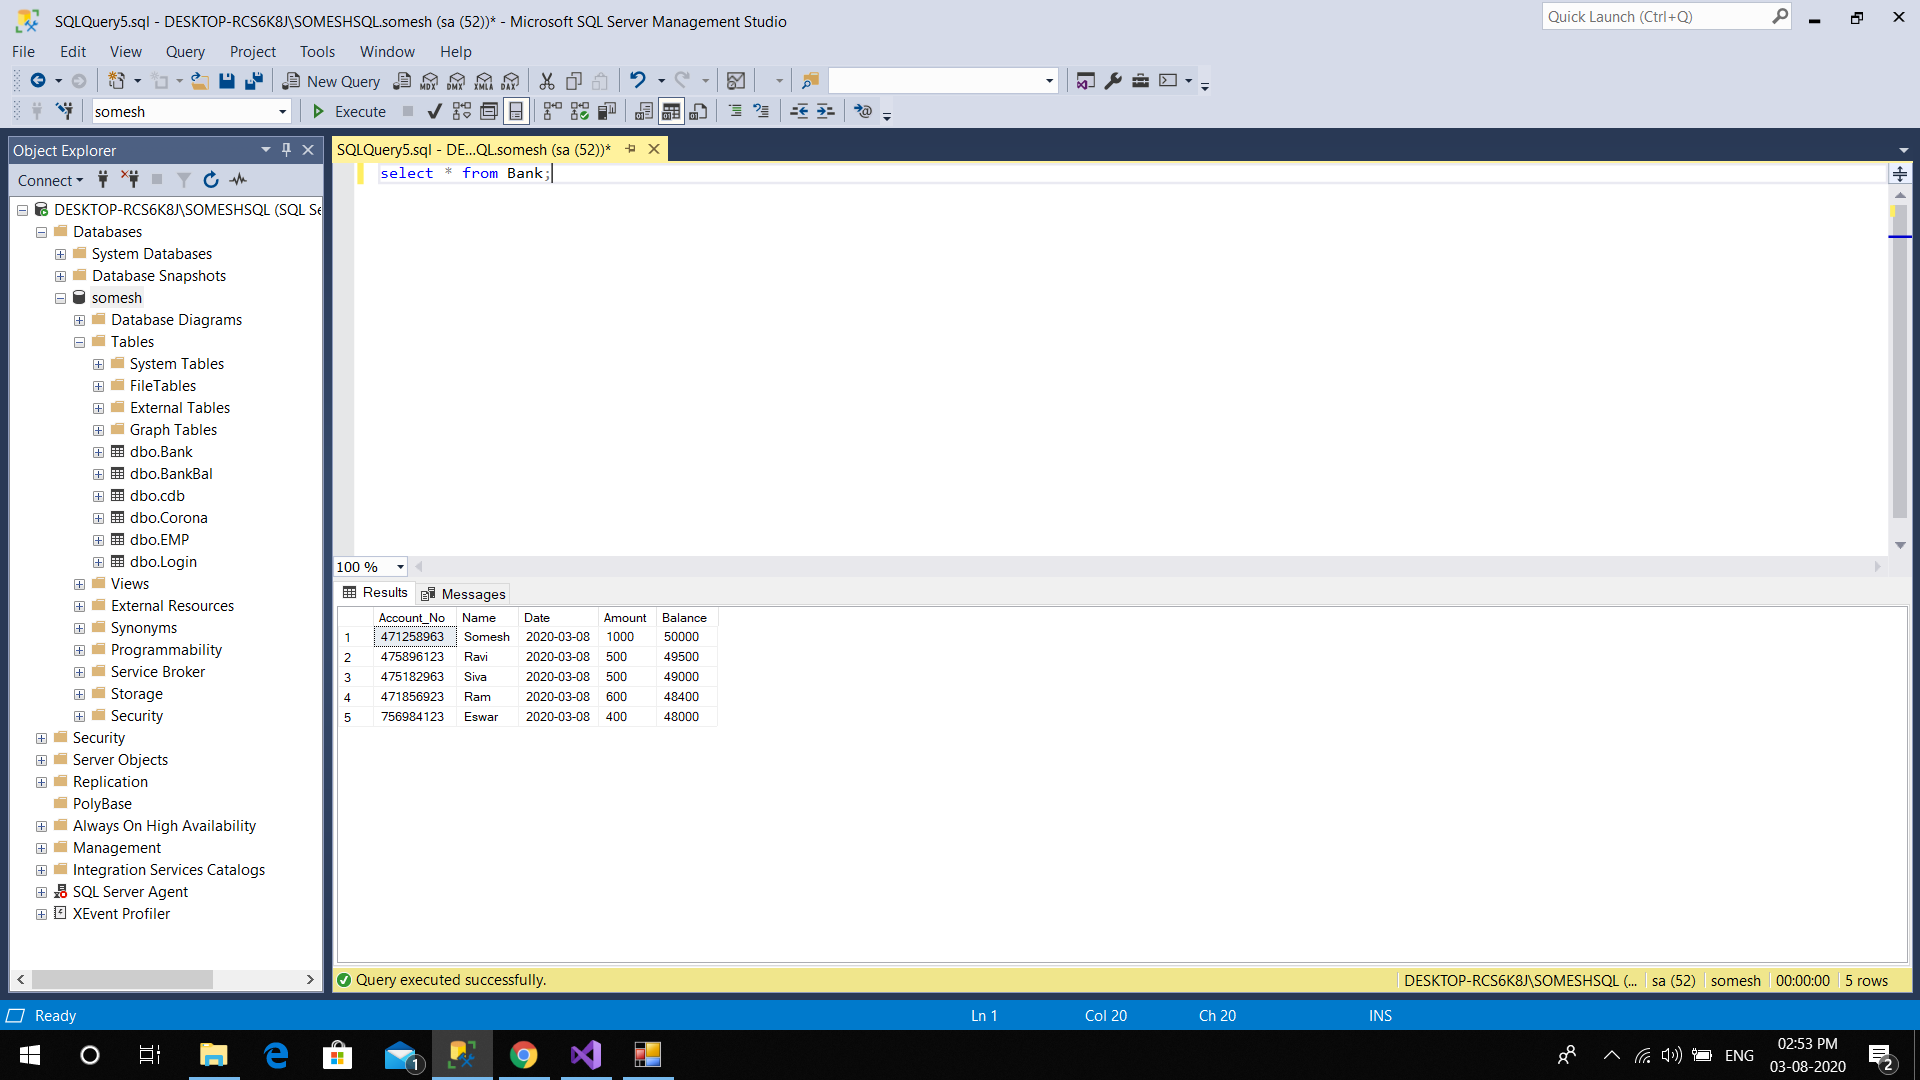 SQLQuery5.sql - DESKTOP-RCS6K8J\SOMESHSQL.somesh (sa (52))* - Microsoft SQL Server Management Studio
Quick Launch (Ctrl+Q)
File Edit View Query Project Tools Window Help
New Query MDX DMX XMLA DAX
somesh Execute
Object Explorer
SQLQuery5.sql - DE...QL.somesh (sa (52))*
Connect
select * from Bank;
DESKTOP-RCS6K8J\SOMESHSQL (SQL Se
Databases
System Databases
Database Snapshots
somesh
Database Diagrams
Tables
System Tables
FileTables
External Tables
Graph Tables
dbo.Bank
dbo.BankBal
dbo.cdb
dbo.Corona
dbo.EMP
dbo.Login
Views
External Resources
Synonyms
Programmability
Service Broker
Storage
Security
Security
Server Objects
Replication
PolyBase
Always On High Availability
Management
Integration Services Catalogs
SQL Server Agent
XEvent Profiler
100 %
Results Messages
Account_No Name Date Amount Balance
1 471258963 Somesh 2020-03-08 1000 50000
2 475896123 Ravi 2020-03-08 500 49500
3 475182963 Siva 2020-03-08 500 49000
4 471856923 Ram 2020-03-08 600 48400
5 756984123 Eswar 2020-03-08 400 48000
Query executed successfully.
DESKTOP-RCS6K8J\SOMESHSQL (... sa (52) somesh 00:00:00 5 rows
Ready Ln 1 Col 20 Ch 20 INS
1
ENG
02:53 PM
03-08-2020
2